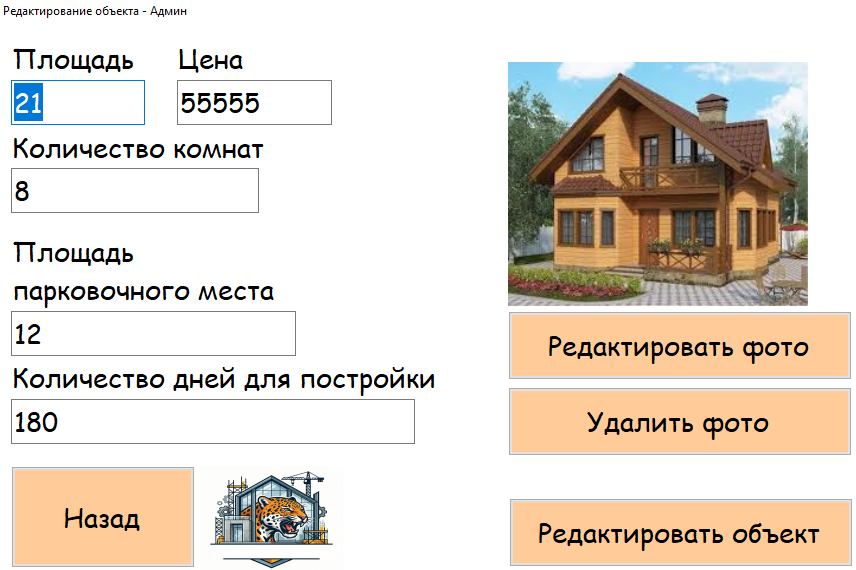 Редактирование объекта - Админ
Площадь
Цена
21
55555
Количество комнат
8
Площадь
парковочного места
12
Количество дней для постройки
180
Назад
Редактировать фото
Удалить фото
Редактировать объект